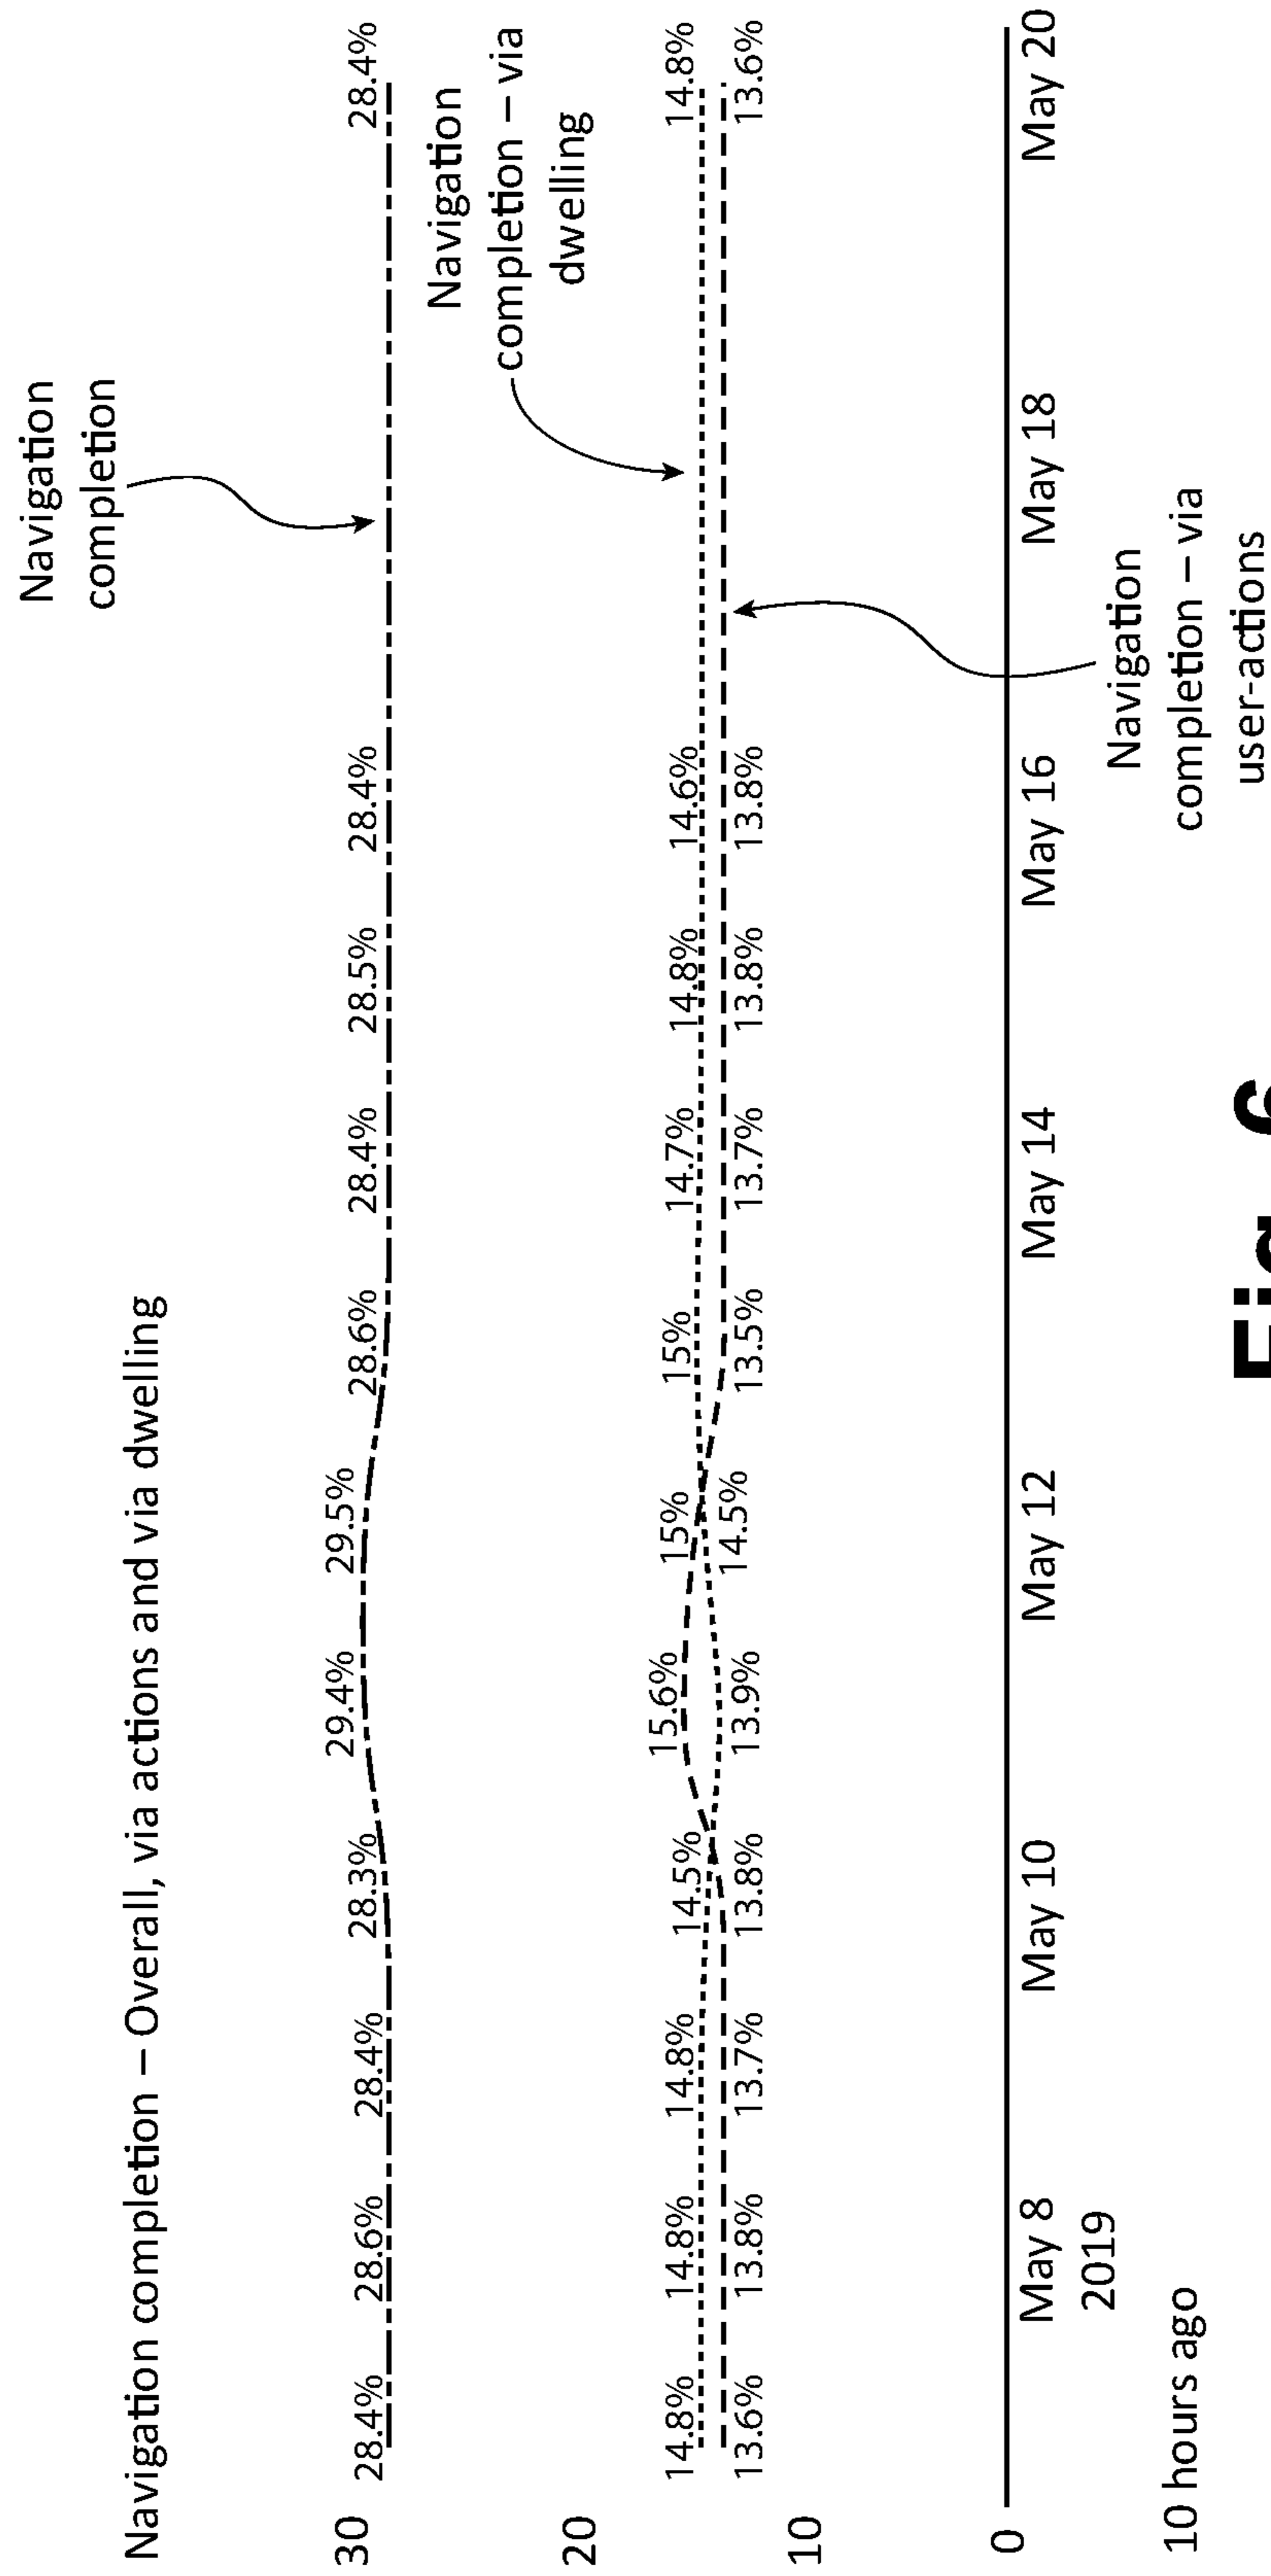 Navigation completion – Overall, via actions and via dwelling
Navigation
completion
30
28.4%
28.6%
28.4%
28.3%
29.4%
29.5%
28.6%
28.4%
28.5%
28.4%
28.4%
Navigation
completion – via
dwelling
20
14.8%
14.8%
14.8%
14.5%
15.6%
15%
15%
14.7%
14.8%
14.6%
14.8%
13.6%
13.8%
13.7%
13.8%
13.9%
14.5%
13.5%
13.7%
13.8%
13.8%
13.6%
10
0
May 8
2019
May 10
May 12
May 14
May 16
May 18
May 20
Navigation
completion – via
user-actions
10 hours ago
Fig. 6